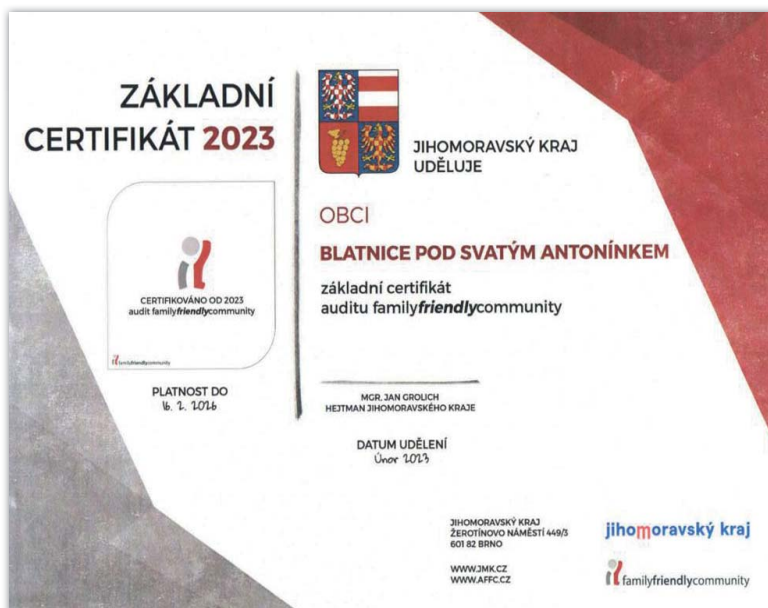 ZÁKLADNÍ
CERTIFIKÁT 2023
CERTIFIKOVÁNO OD 2023
audit familyfriendlycommunity
familyfriendlycommunity
PLATNOST DO
16. 2. 2026
JIHOMORAVSKÝ KRAJ
UDĚLUJE
OBCI
BLATNICE POD SVATÝM ANTONÍNKEM
základní certifikát
auditu familyfriendlycommunity
MGR. JAN GROLICH
HEJTMAN JIHOMORAVSKÉHO KRAJE
DATUM UDĚLENÍ
Únor 2023
JIHOMORAVSKÝ KRAJ
ŽEROTÍNOVO NÁMĚSTÍ 449/3
601 82 BRNO
WWW.JMK.CZ
WWW.AFFC.CZ
jihomoravský kraj
familyfriendlycommunity